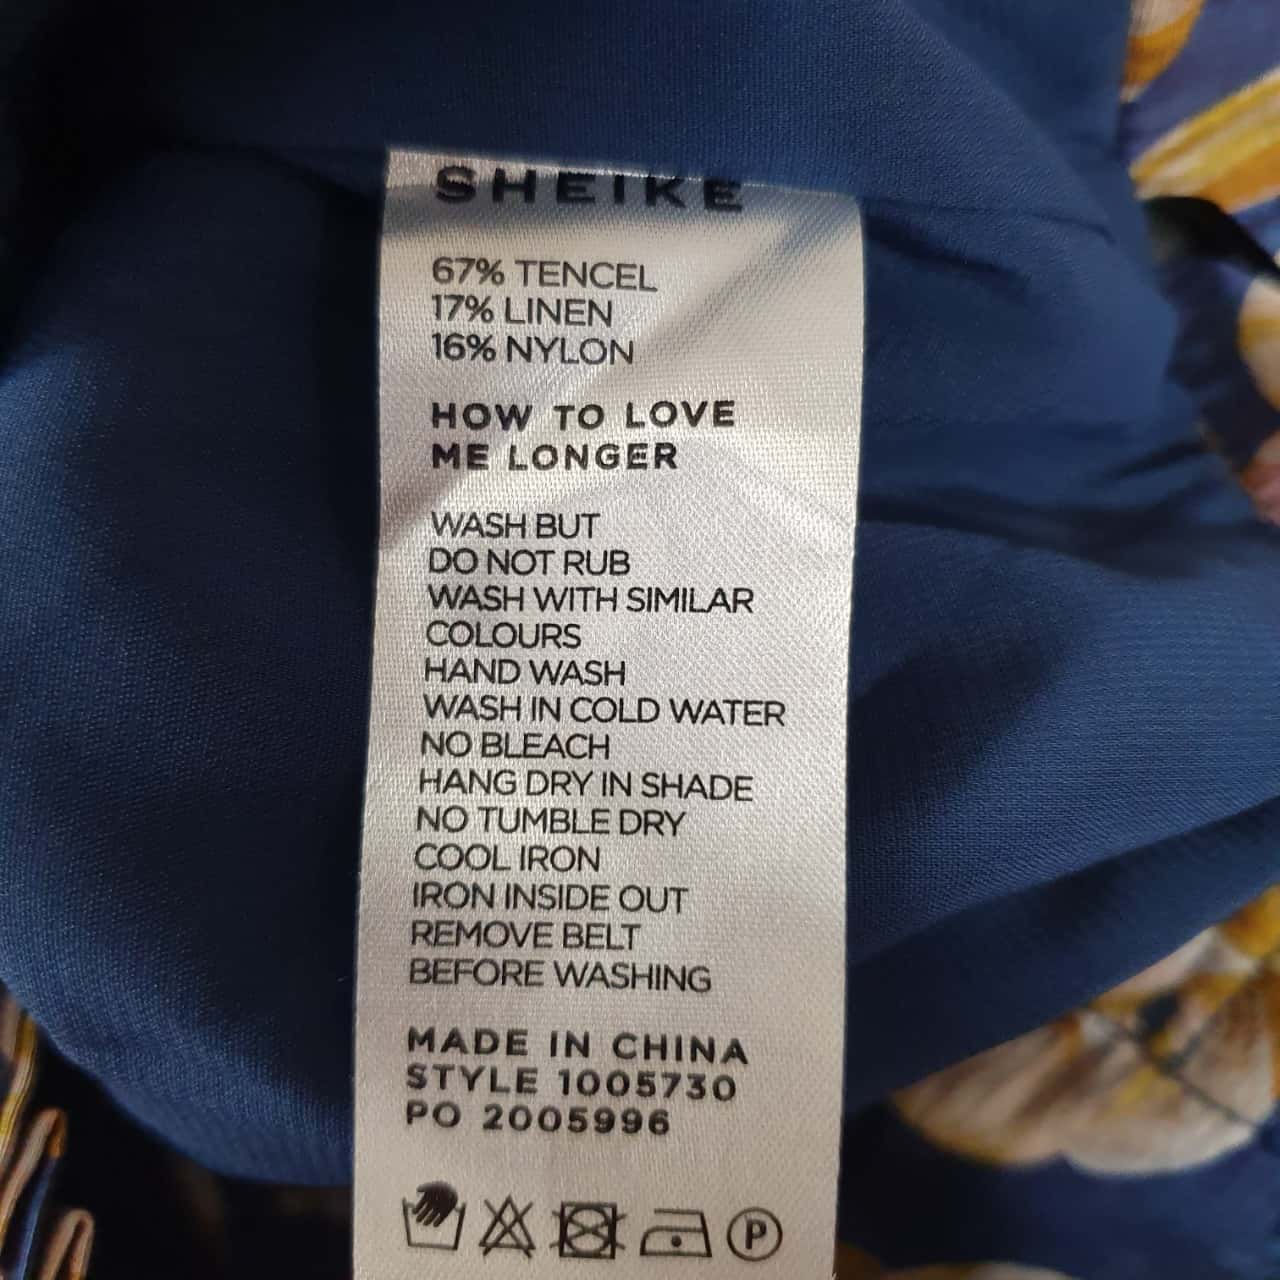 SHEIKE
67% TENCEL
17% LINEN
16% NYLON
HOW TO LOVE
ME LONGER
WASH BUT
DO NOT RUB
WASH WITH SIMILAR
COLOURS
HAND WASH
WASH IN COLD WATER
NO BLEACH
HANG DRY IN SHADE
NO TUMBLE DRY
COOL IRON
IRON INSIDE OUT
REMOVE BELT
BEFORE WASHING
MADE IN CHINA
STYLE 1005730
PO 2005996
P